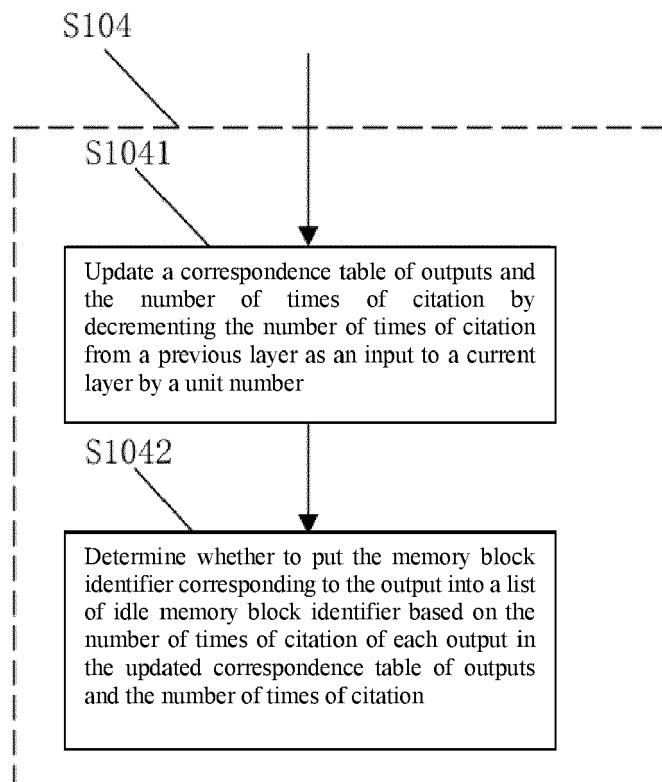 S104
S1041
Update a correspondence table of outputs and
the number of times of citation by
decrementing the number of times of citation
from a previous layer as an input to a current
layer by a unit number
S1042
Determine whether to put the memory block
identifier corresponding to the output into a list
of idle memory block identifier based on the
number of times of citation of each output in
the updated correspondence table of outputs
and the number of times of citation